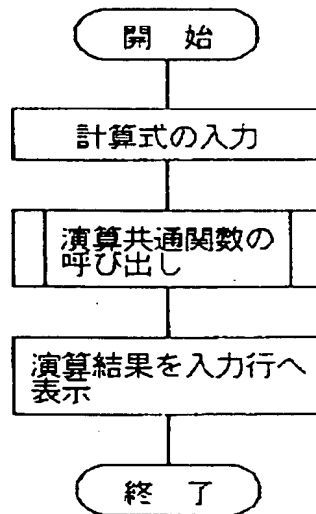 開 始
計算式の入力
演算共通関数の
呼び出し
演算結果を入力行へ
表示
終 了